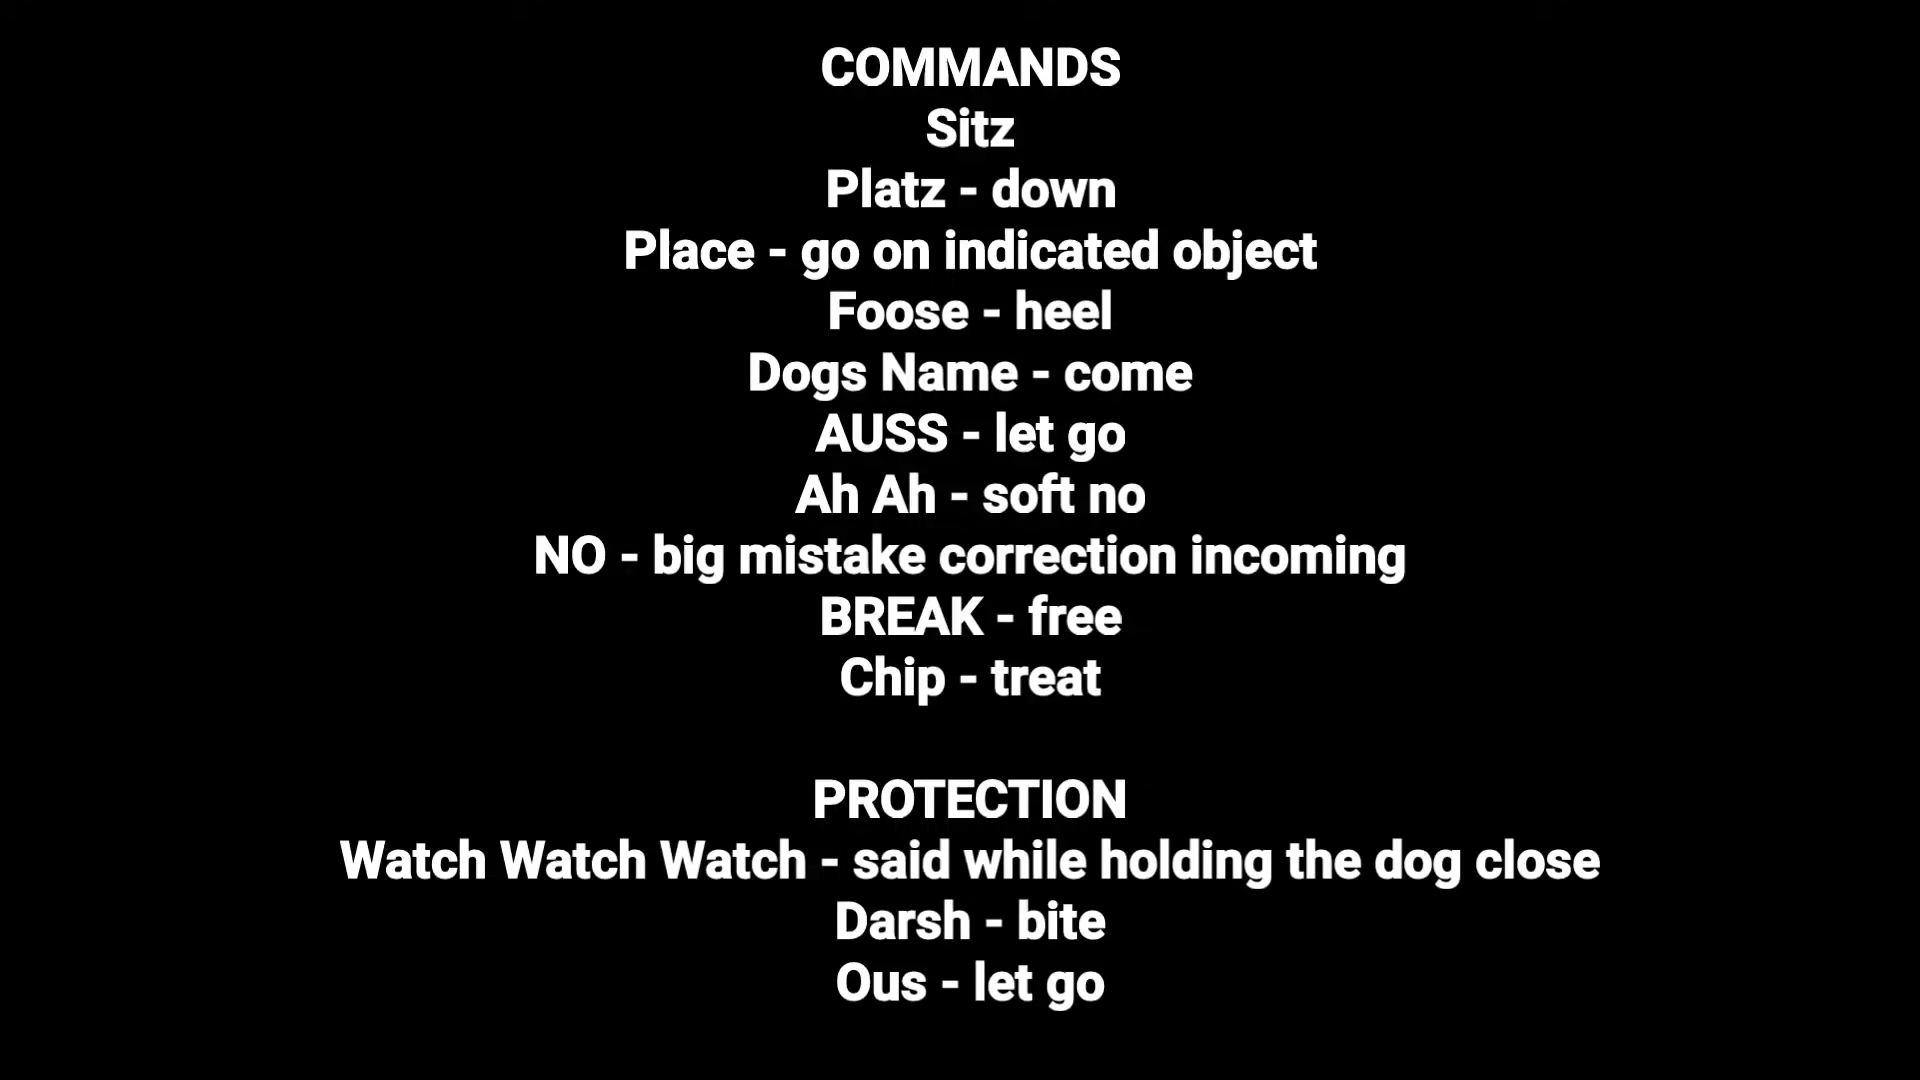 COMMANDS
Sitz
Platz - down
Place - go on indicated object
Foose - heel
Dogs Name - come
AUSS - let go
Ah Ah - soft no
NO - big mistake correction incoming
BREAK - free
Chip - treat
PROTECTION
Watch Watch Watch - said while holding the dog close
Darsh - bite
Ous - let go